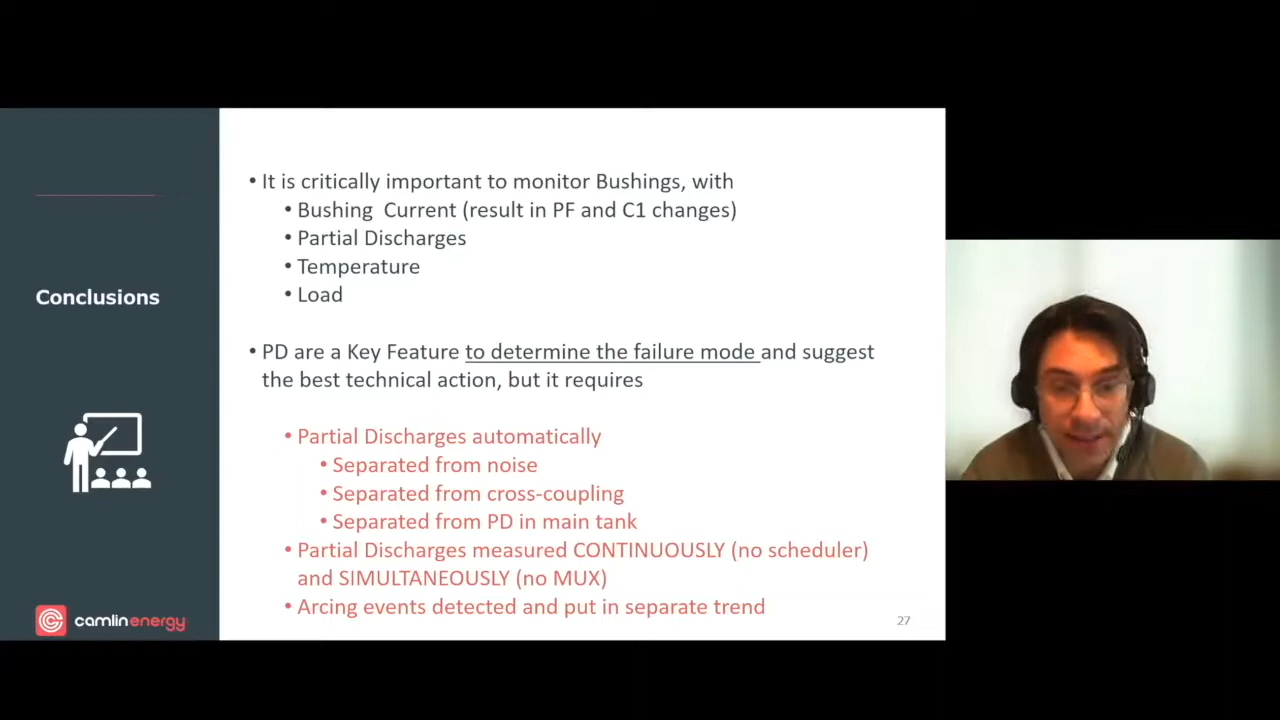 Conclusions
• It is critically important to monitor Bushings, with
• Bushing Current (result in PF and C1 changes)
• Partial Discharges
• Temperature
• Load
• PD are a Key Feature to determine the failure mode and suggest
the best technical action, but it requires
• Partial Discharges automatically
• Separated from noise
• Separated from cross-coupling
• Separated from PD in main tank
• Partial Discharges measured CONTINUOUSLY (no scheduler)
and SIMULTANEOUSLY (no MUX)
• Arcing events detected and put in separate trend
camlinenergy
27